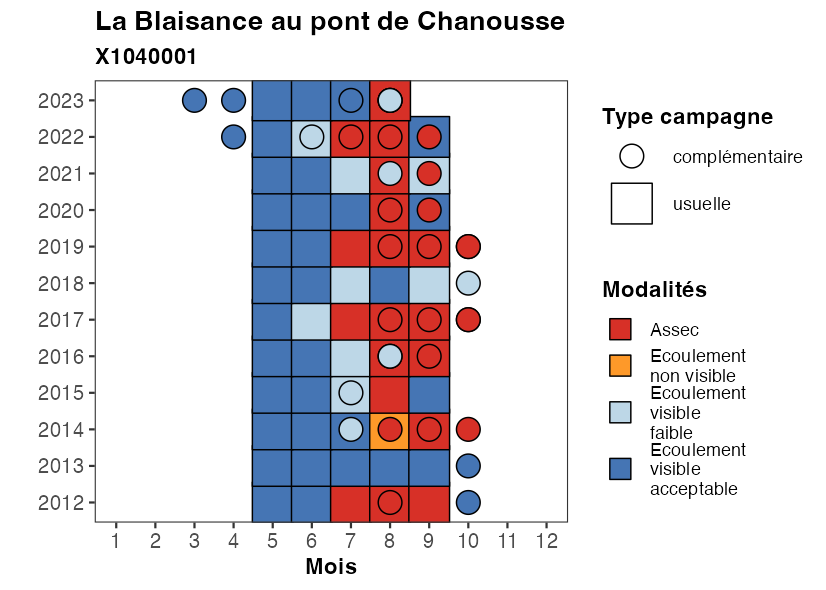 La Blaisance au pont de Chanousse
X1040001
2023
2022
2021
2020
2019
2018
2017
2016
2015
2014
2013
2012
1 2 3 4 5 6 7 8 9 10 11 12
Mois
Type campagne
complémentaire
usuelle
Modalités
Assec
Ecoulement
non visible
Ecoulement
visible
faible
Ecoulement
visible
acceptable